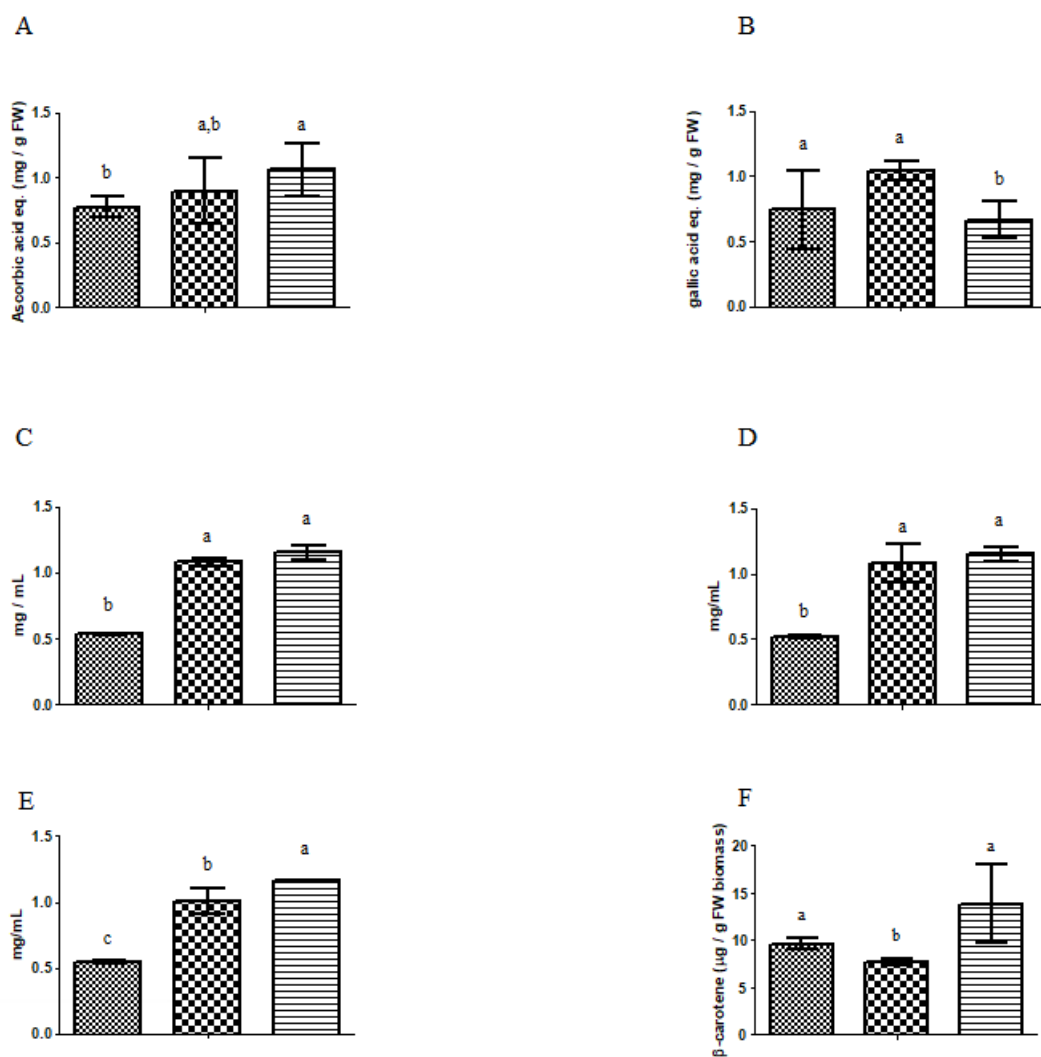 A
Ascorbic acid eq. (mg / g FW)
1.5
1.0
0.5
0.0
b
a,b
a
B
gallic acid eq. (mg / g FW)
1.5
1.0
0.5
0.0
a
a
b
C
mg / mL
1.5
1.0
0.5
0.0
b
a
a
D
mg/mL
1.5
1.0
0.5
0.0
b
a
a
E
mg/mL
1.5
1.0
0.5
0.0
c
b
a
F
β-carotene (μg / g FW biomass)
20
15
10
5
0
a
b
a